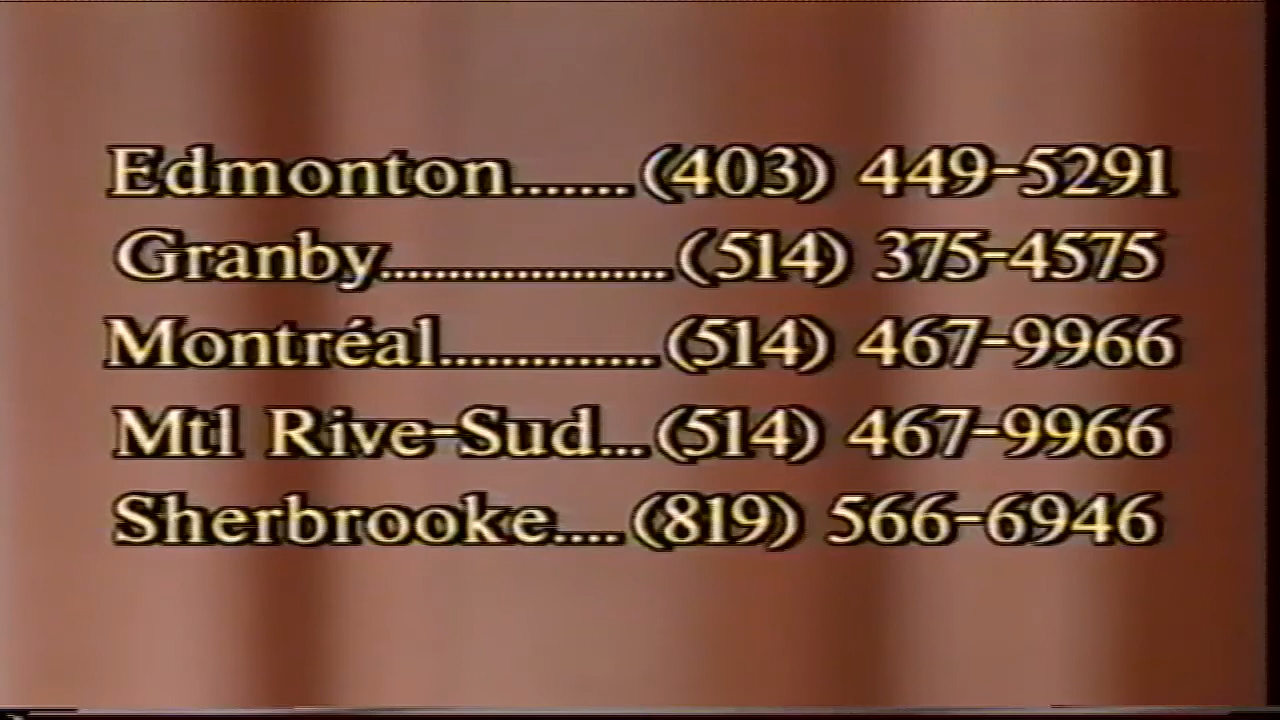 Edmonton.......(403) 449-5291
Granby......................(514) 375-4575
Montréal..............(514) 467-9966
Mtl Rive-Sud...(514) 467-9966
Sherbrooke....(819) 566-6946